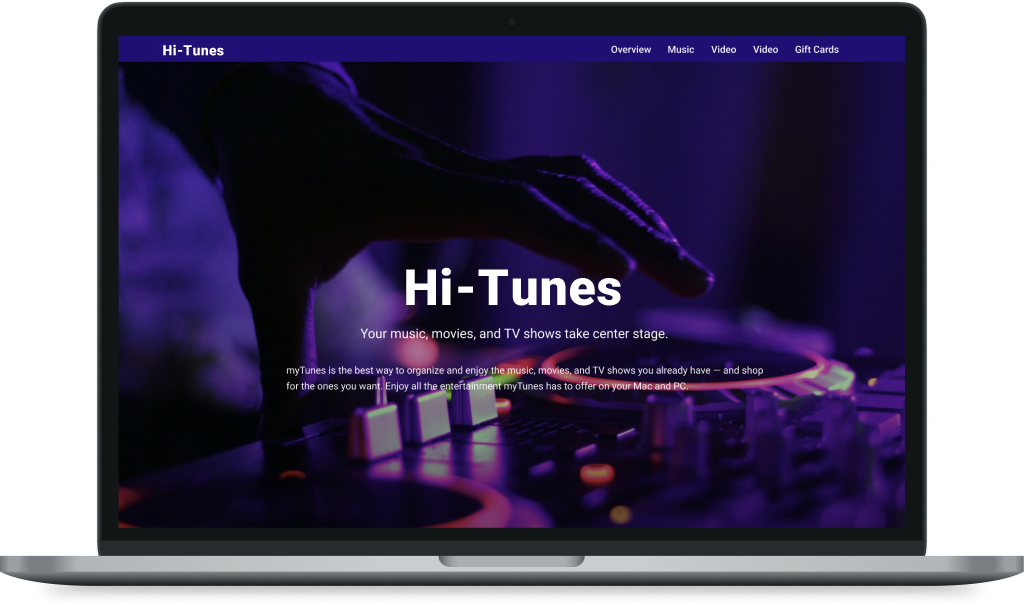 Hi-Tunes
Overview Music Video Video Gift Cards
Hi-Tunes
Your music, movies, and TV shows take center stage.
myTunes is the best way to organize and enjoy the music, movies, and TV shows you already have — and shop
for the ones you want. Enjoy all the entertainment myTunes has to offer on your Mac and PC.